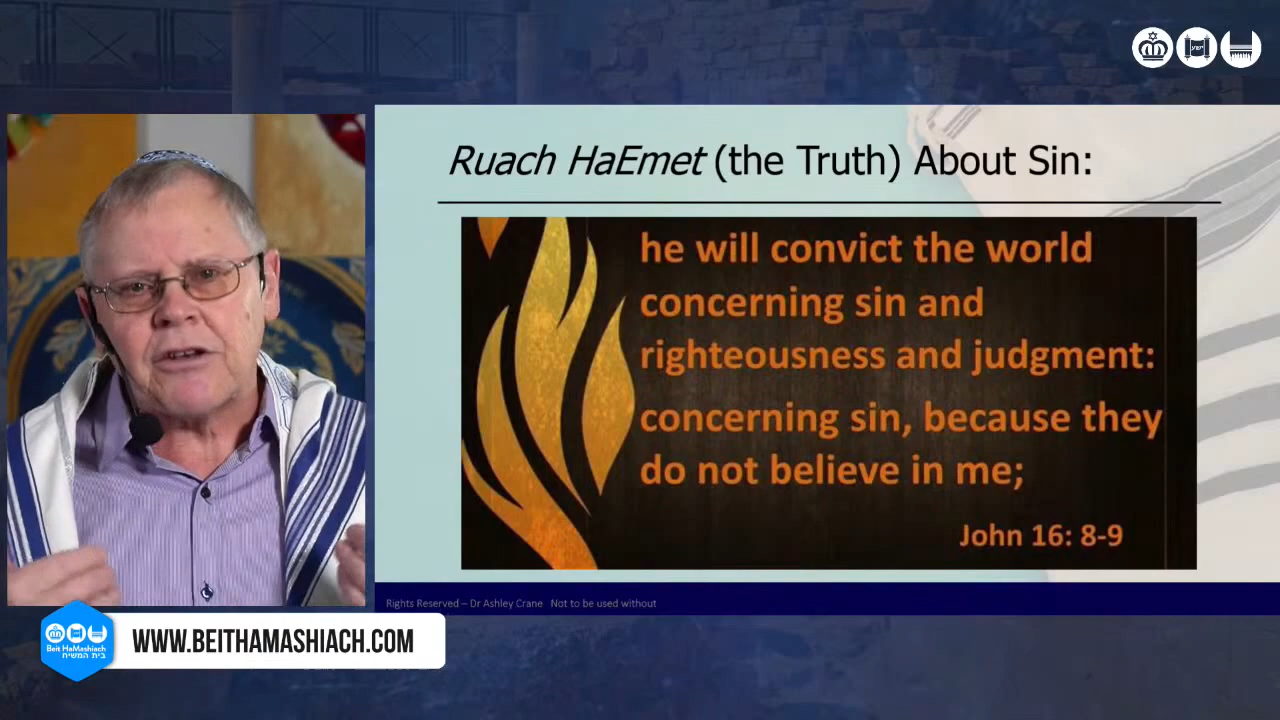 Ruach HaEmet (the Truth) About Sin:
he will convict the world
concerning sin and
righteousness and judgment:
concerning sin, because they
do not believe in me;
John 16: 8-9
Rights Reserved – Dr Ashley Crane   Not to be used without
Beit HaMashiach
בית המשיח
WWW.BEITHAMASHIACH.COM